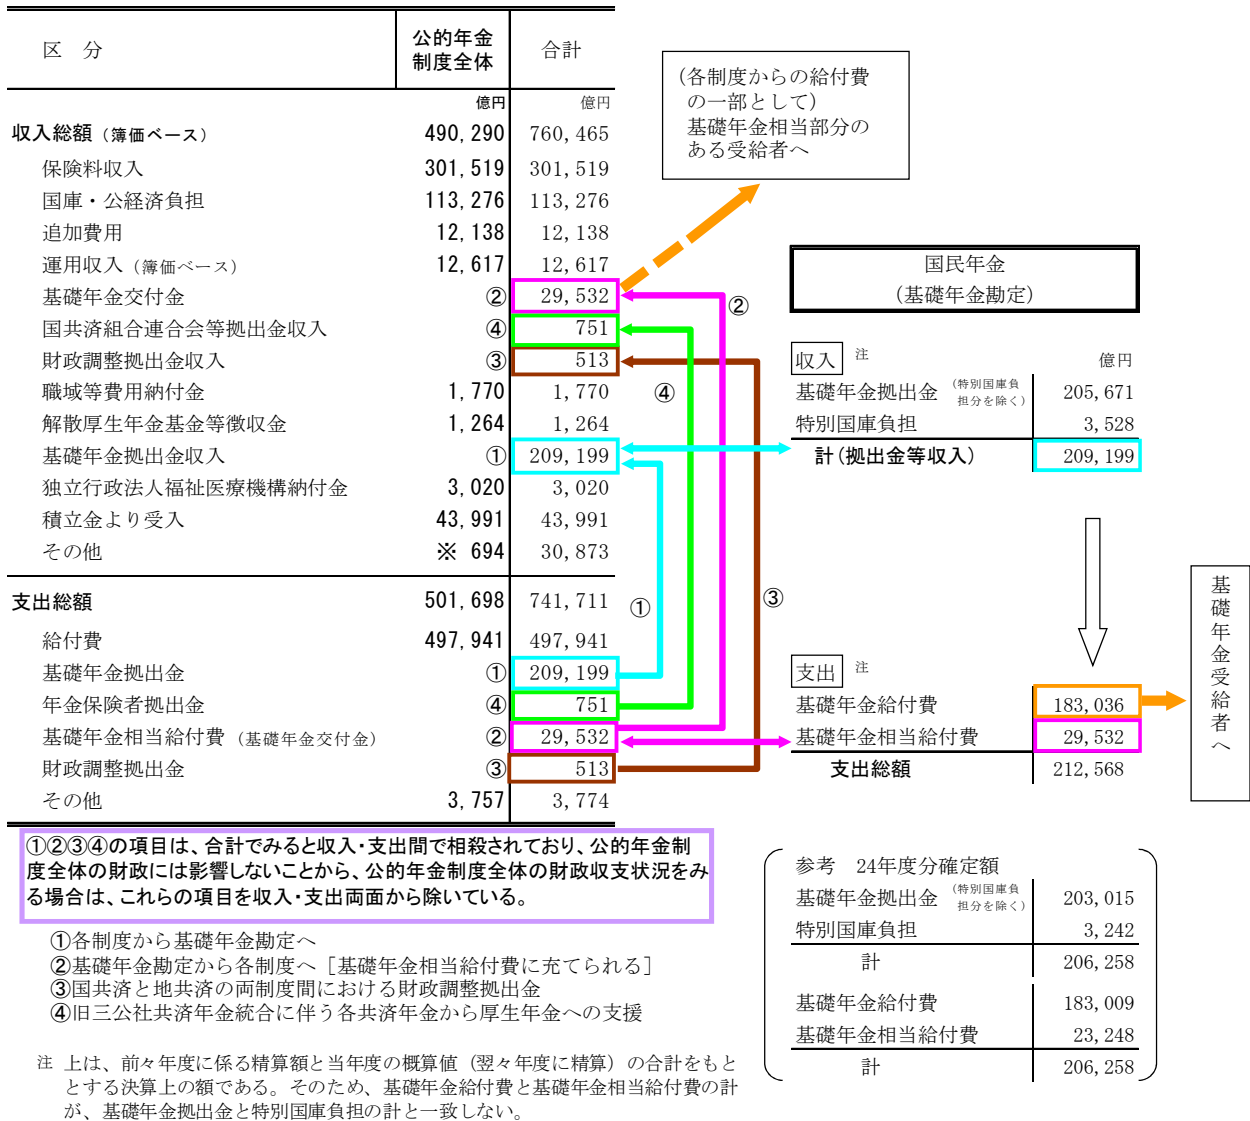 区　分　公的年金制度全体　合計
億円　億円
収入総額（簿価ベース）　490,290　760,465
保険料収入　301,519　301,519
国庫・公経済負担　113,276　113,276
追加費用　12,138　12,138
運用収入（簿価ベース）　12,617　12,617
基礎年金交付金　②　29,532
国共済組合連合会等拠出金収入　④　751
財政調整拠出金収入　③　513
職域等費用納付金　1,770　1,770
解散厚生年金基金等徴収金　1,264　1,264
基礎年金拠出金収入　①　209,199
独立行政法人福祉医療機構納付金　3,020　3,020
積立金より受入　43,991　43,991
その他　※ 694　30,873
支出総額　501,698　741,711
給付費　497,941　497,941
基礎年金拠出金　①　209,199
年金保険者拠出金　④　751
基礎年金相当給付費（基礎年金交付金）　②　29,532
財政調整拠出金　③　513
その他　3,757　3,774
②
④
①
③
（各制度からの給付費
の一部として）
基礎年金相当部分の
ある受給者へ
国民年金
（基礎年金勘定）
収入　注　億円
基礎年金拠出金（特別国庫負担分を除く）　205,671
特別国庫負担　3,528
計（拠出金等収入）　209,199
支出　注
基礎年金給付費　183,036
基礎年金相当給付費　29,532
支出総額　212,568
基礎年金受給者へ
①②③④の項目は、合計でみると収入・支出間で相殺されており、公的年金制
度全体の財政には影響しないことから、公的年金制度全体の財政収支状況をみ
る場合は、これらの項目を収入・支出両面から除いている。
①各制度から基礎年金勘定へ
②基礎年金勘定から各制度へ［基礎年金相当給付費に充てられる］
③国共済と地共済の両制度間における財政調整拠出金
④旧三公社共済年金統合に伴う各共済年金から厚生年金への支援
注　上は、前々年度に係る精算額と当年度の概算値（翌々年度に精算）の合計をもと
とする決算上の額である。そのため、基礎年金給付費と基礎年金相当給付費の計
が、基礎年金拠出金と特別国庫負担の計と一致しない。
参考　24年度分確定額
基礎年金拠出金（特別国庫負担分を除く）　203,015
特別国庫負担　3,242
計　206,258
基礎年金給付費　183,009
基礎年金相当給付費　23,248
計　206,258